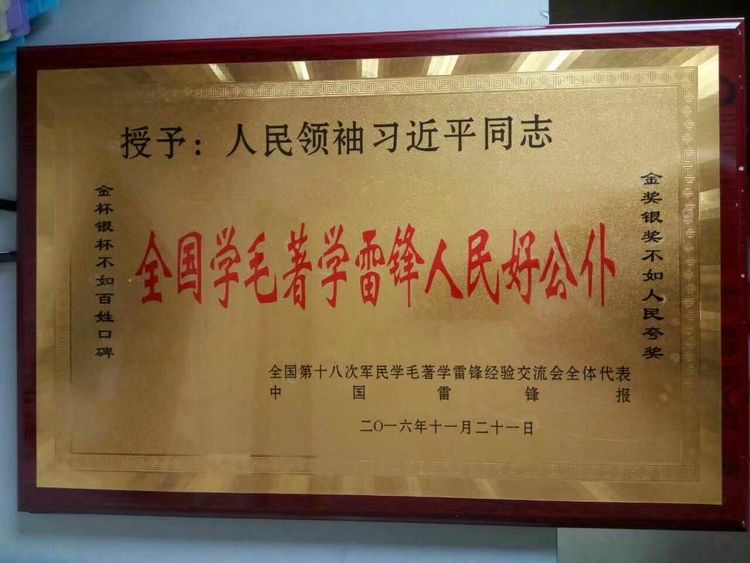 授予：人民领袖习近平同志
金奖银奖不如人民夸奖
全国学毛著学雷锋人民好公仆
金杯银杯不如百姓口碑
全国第十八次军民学毛著学雷锋经验交流会全体代表
中国雷锋报
二〇一六年十一月二十一日